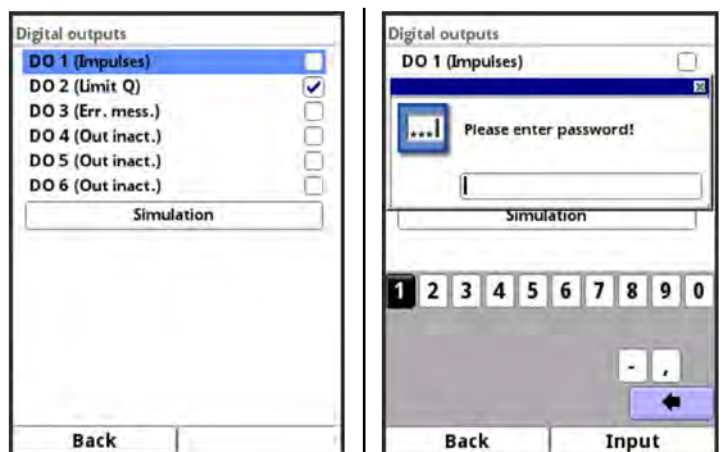 Digital outputs
DO 1 (Impulses)
DO 2 (Limit Q)
DO 3 (Err. mess.)
DO 4 (Out inact.)
DO 5 (Out inact.)
DO 6 (Out inact.)
Simulation
Back
Digital outputs
DO 1 (Impulses)
...I
Please enter password!
Simulation
1 2 3 4 5 6 7 8 9 0
- ,
Back Input